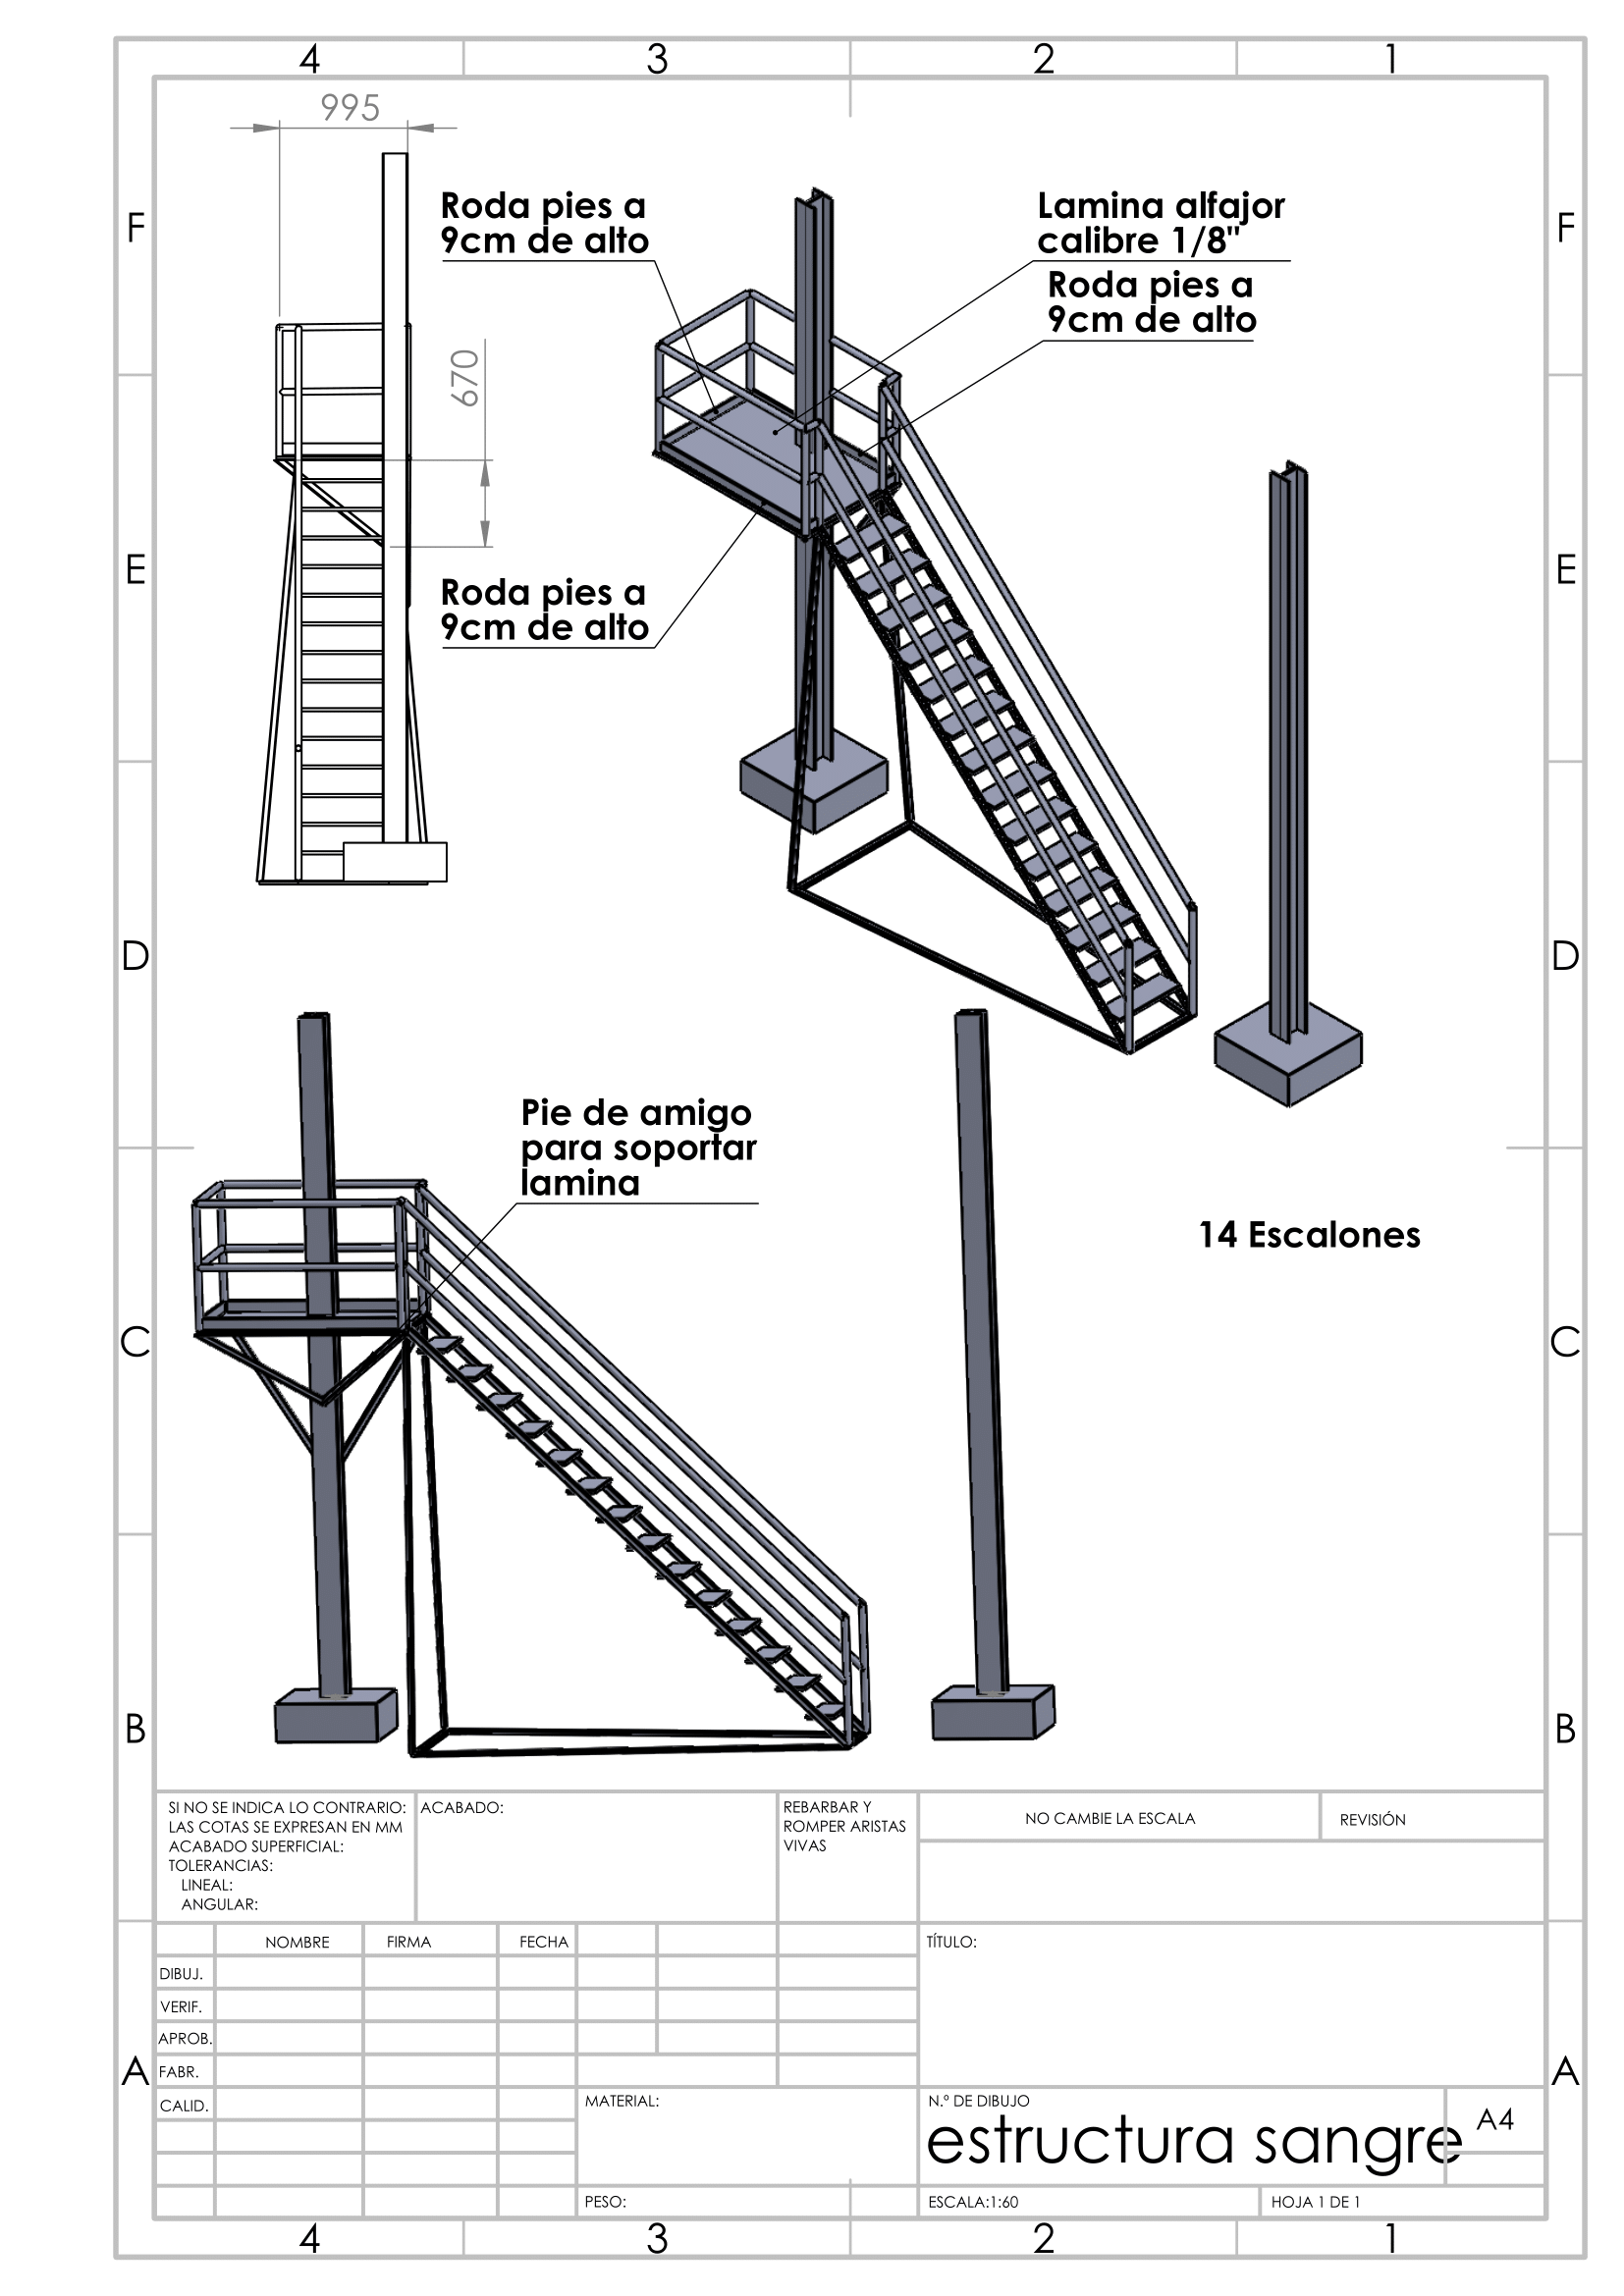 4 3 2 1
995
F F
Roda pies a
9cm de alto
Lamina alfajor
calibre 1/8"
Roda pies a
9cm de alto
670
E E
Roda pies a
9cm de alto
D D
Pie de amigo
para soportar
lamina
14 Escalones
C C
B B
SI NO SE INDICA LO CONTRARIO:
LAS COTAS SE EXPRESAN EN MM
ACABADO SUPERFICIAL:
TOLERANCIAS:
LINEAL:
ANGULAR:
ACABADO:
REBARBAR Y
ROMPER ARISTAS
VIVAS
NO CAMBIE LA ESCALA
REVISIÓN
NOMBRE FIRMA FECHA
TÍTULO:
DIBUJ.
VERIF.
APROB.
FABR.
A A
CALID.
MATERIAL:
N.º DE DIBUJO
estructura sangre
A4
PESO:
ESCALA:1:60
HOJA 1 DE 1
4 3 2 1